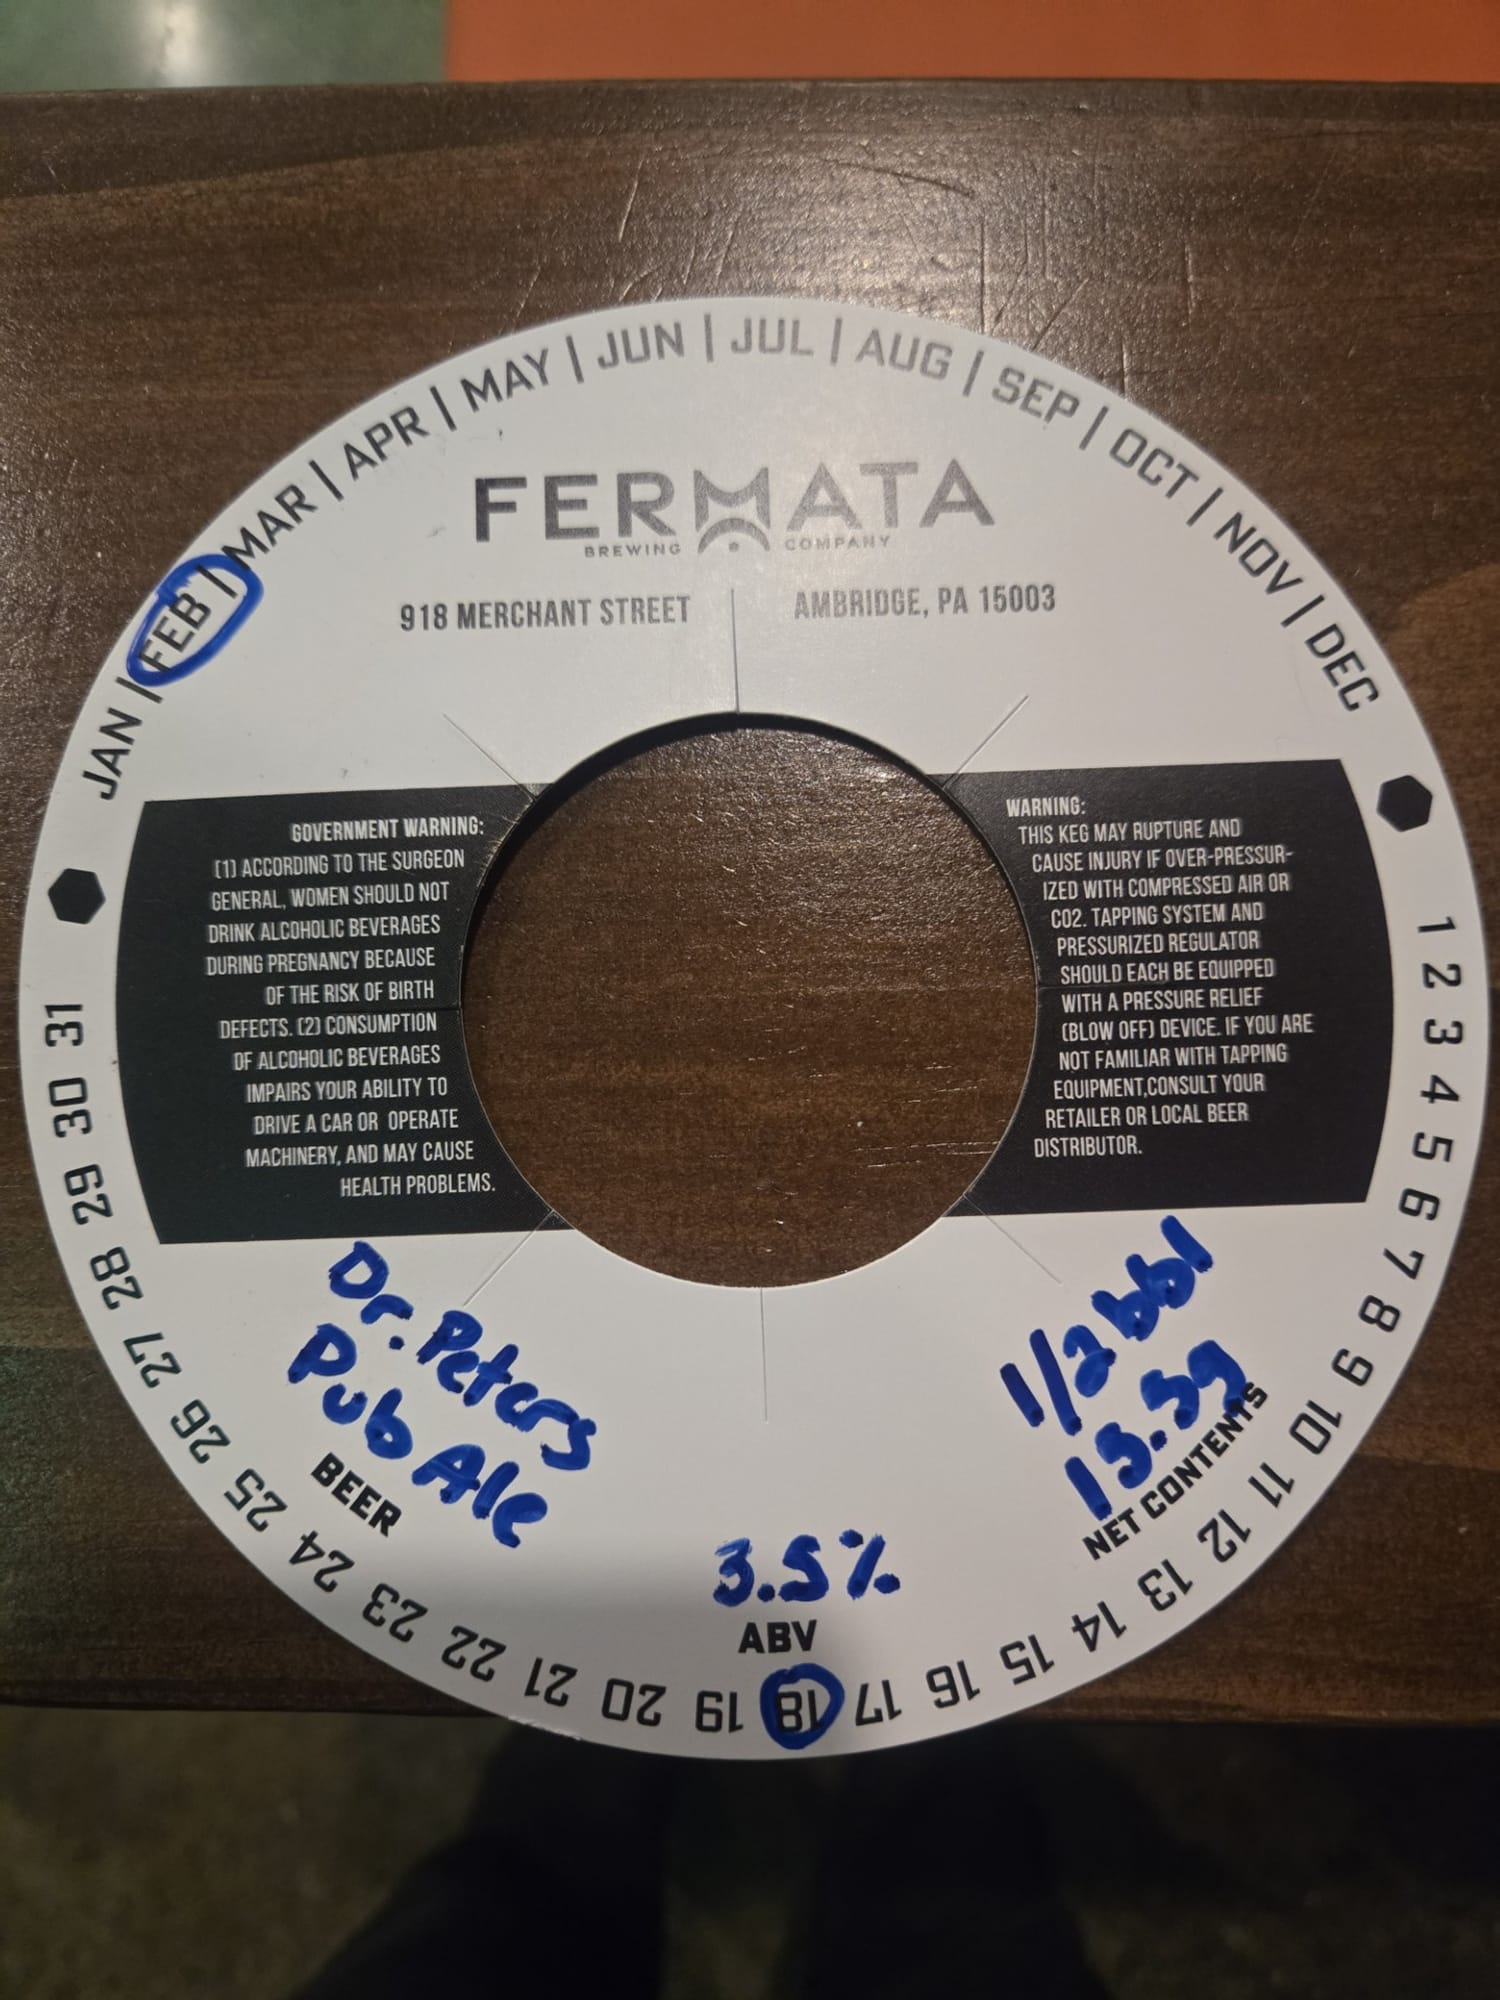 JAN | FEB | MAR | APR | MAY | JUN | JUL | AUG | SEP | OCT | NOV | DEC
FERMATA
BREWING COMPANY
918 MERCHANT STREET AMBRIDGE, PA 15003
GOVERNMENT WARNING:
(1) ACCORDING TO THE SURGEON
GENERAL, WOMEN SHOULD NOT
DRINK ALCOHOLIC BEVERAGES
DURING PREGNANCY BECAUSE
OF THE RISK OF BIRTH
DEFECTS. (2) CONSUMPTION
OF ALCOHOLIC BEVERAGES
IMPAIRS YOUR ABILITY TO
DRIVE A CAR OR OPERATE
MACHINERY, AND MAY CAUSE
HEALTH PROBLEMS.
WARNING:
THIS KEG MAY RUPTURE AND
CAUSE INJURY IF OVER-PRESSUR-
IZED WITH COMPRESSED AIR OR
CO2. TAPPING SYSTEM AND
PRESSURIZED REGULATOR
SHOULD EACH BE EQUIPPED
WITH A PRESSURE RELIEF
(BLOW OFF) DEVICE. IF YOU ARE
NOT FAMILIAR WITH TAPPING
EQUIPMENT,CONSULT YOUR
RETAILER OR LOCAL BEER
DISTRIBUTOR.
Dr. Peters
Pub Ale
BEER
3.5%
ABV
1/2 bbl
13.3g
NET CONTENTS
1 2 3 4 5 6 7 8 9 10 11 12 13 14 15 16 17 18 19 20 21 22 23 24 25 26 27 28 29 30 31